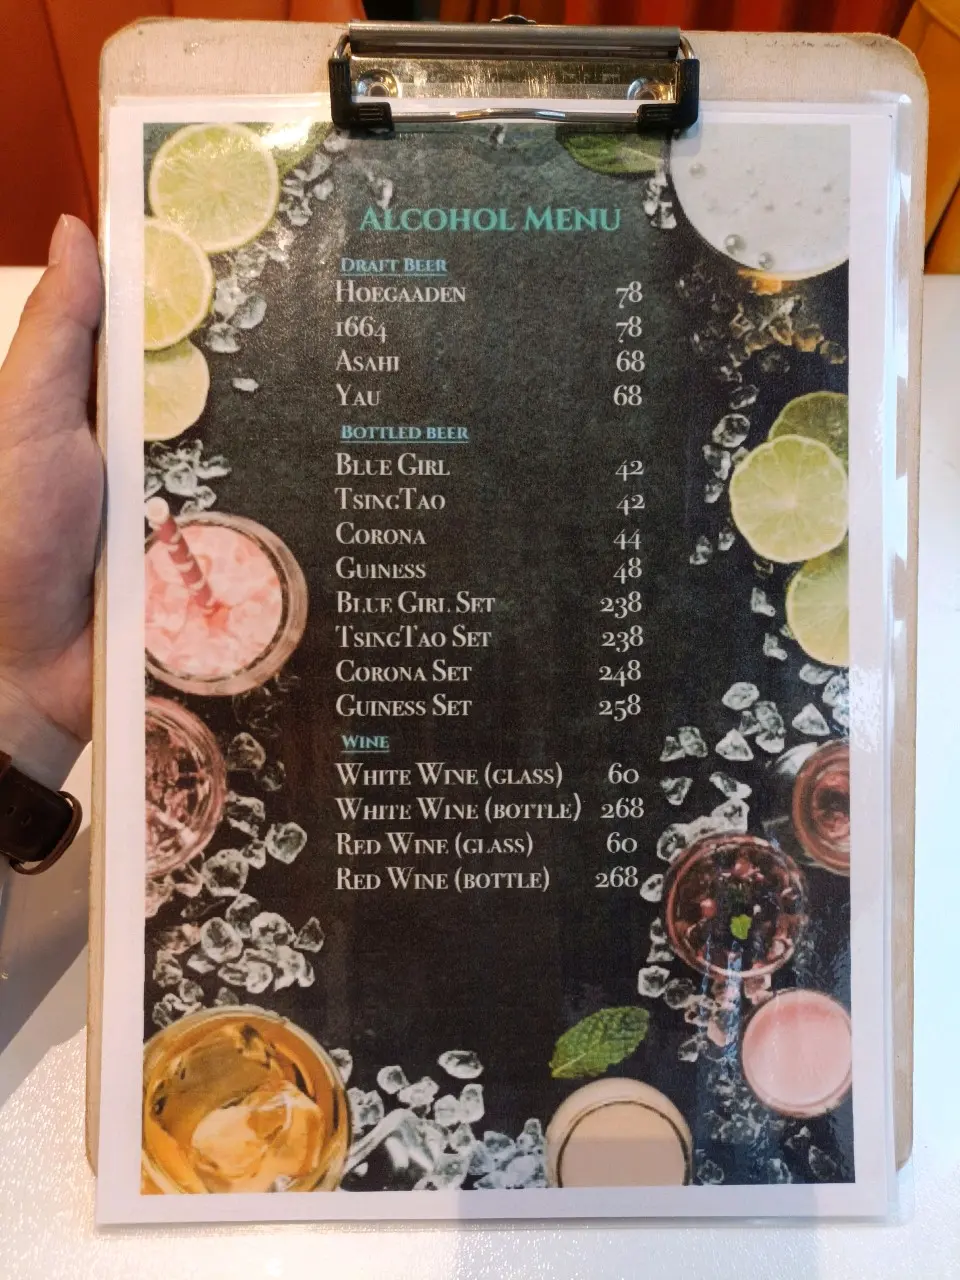 Alcohol Menu
Draft Beer
Hoegaaden 78
1664 78
Asahi 68
Yau 68
Bottled beer
Blue Girl 42
TsingTao 42
Corona 44
Guiness 48
Blue Girl Set 238
TsingTao Set 238
Corona Set 248
Guiness Set 258
Wine
White Wine (glass) 60
White Wine (bottle) 268
Red Wine (glass) 60
Red Wine (bottle) 268